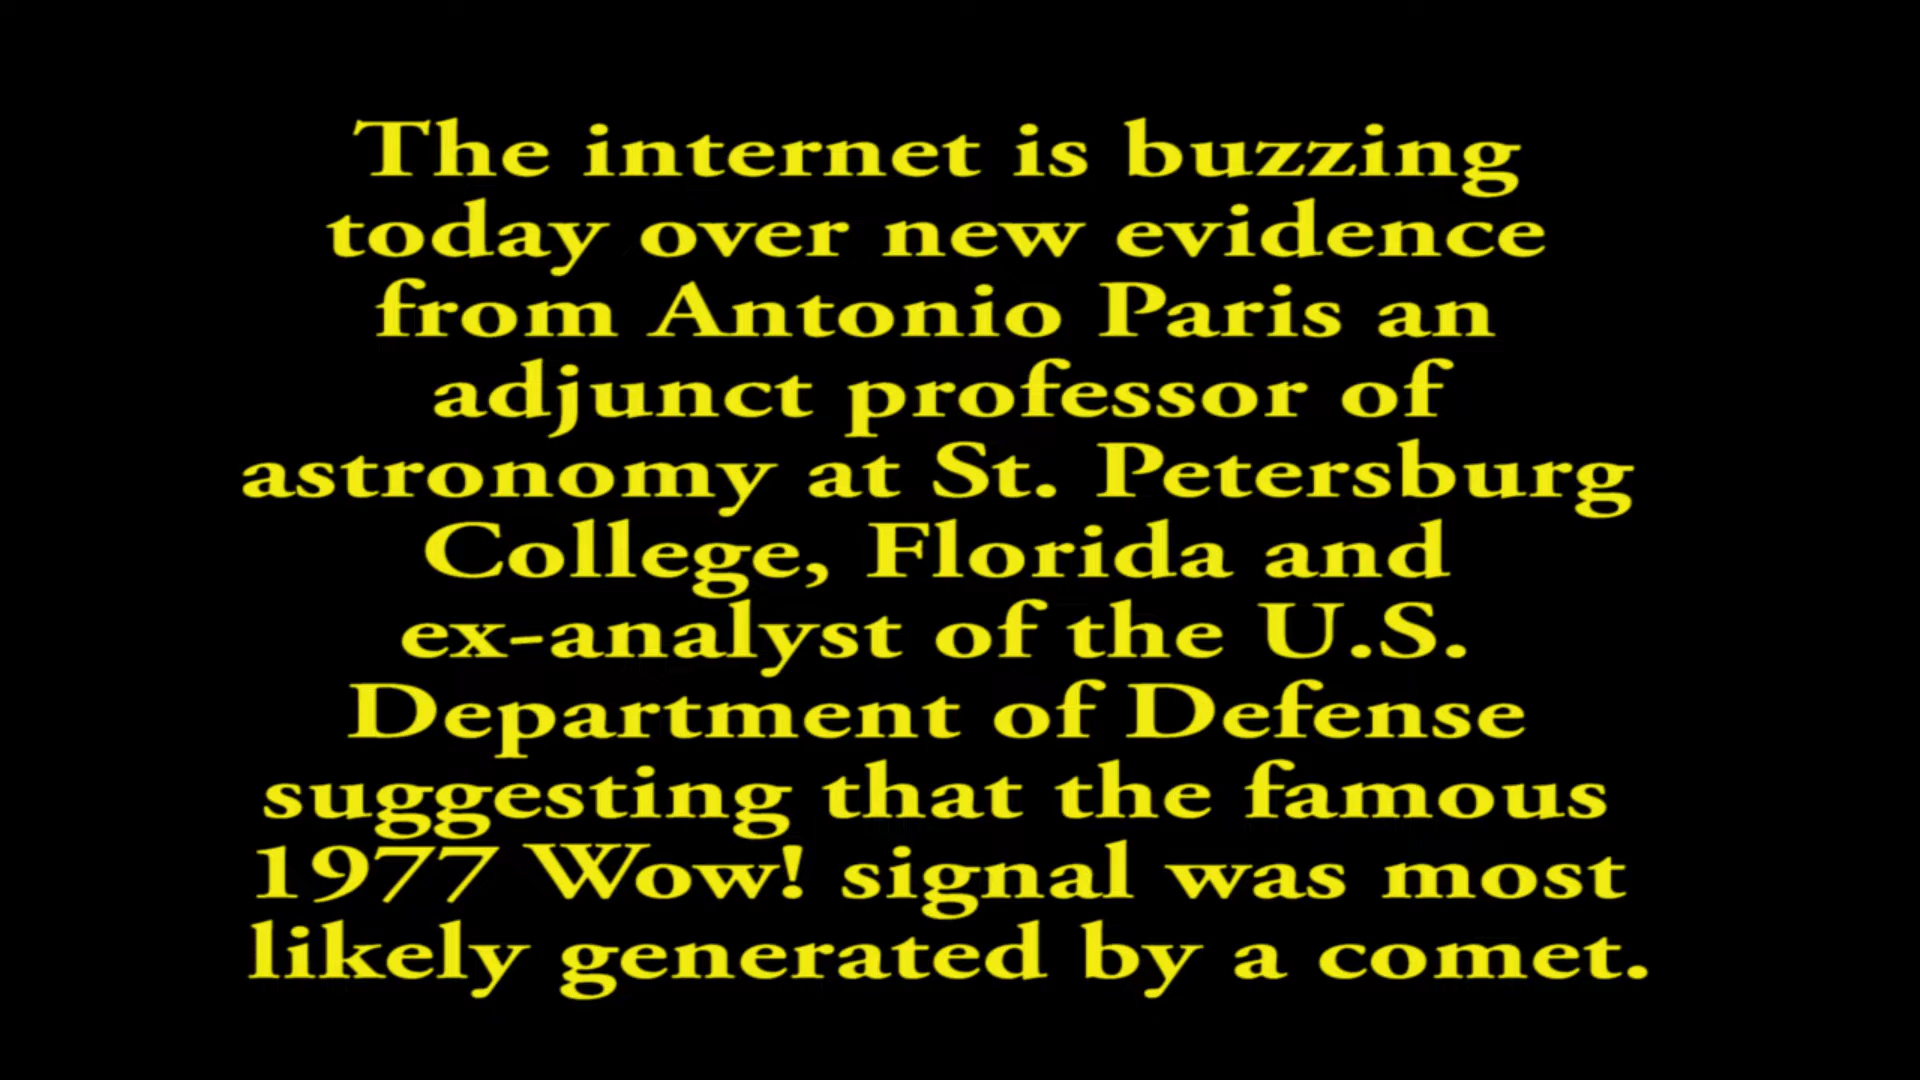 The internet is buzzing
today over new evidence
from Antonio Paris an
adjunct professor of
astronomy at St. Petersburg
College, Florida and
ex-analyst of the U.S.
Department of Defense
suggesting that the famous
1977 Wow! signal was most
likely generated by a comet.